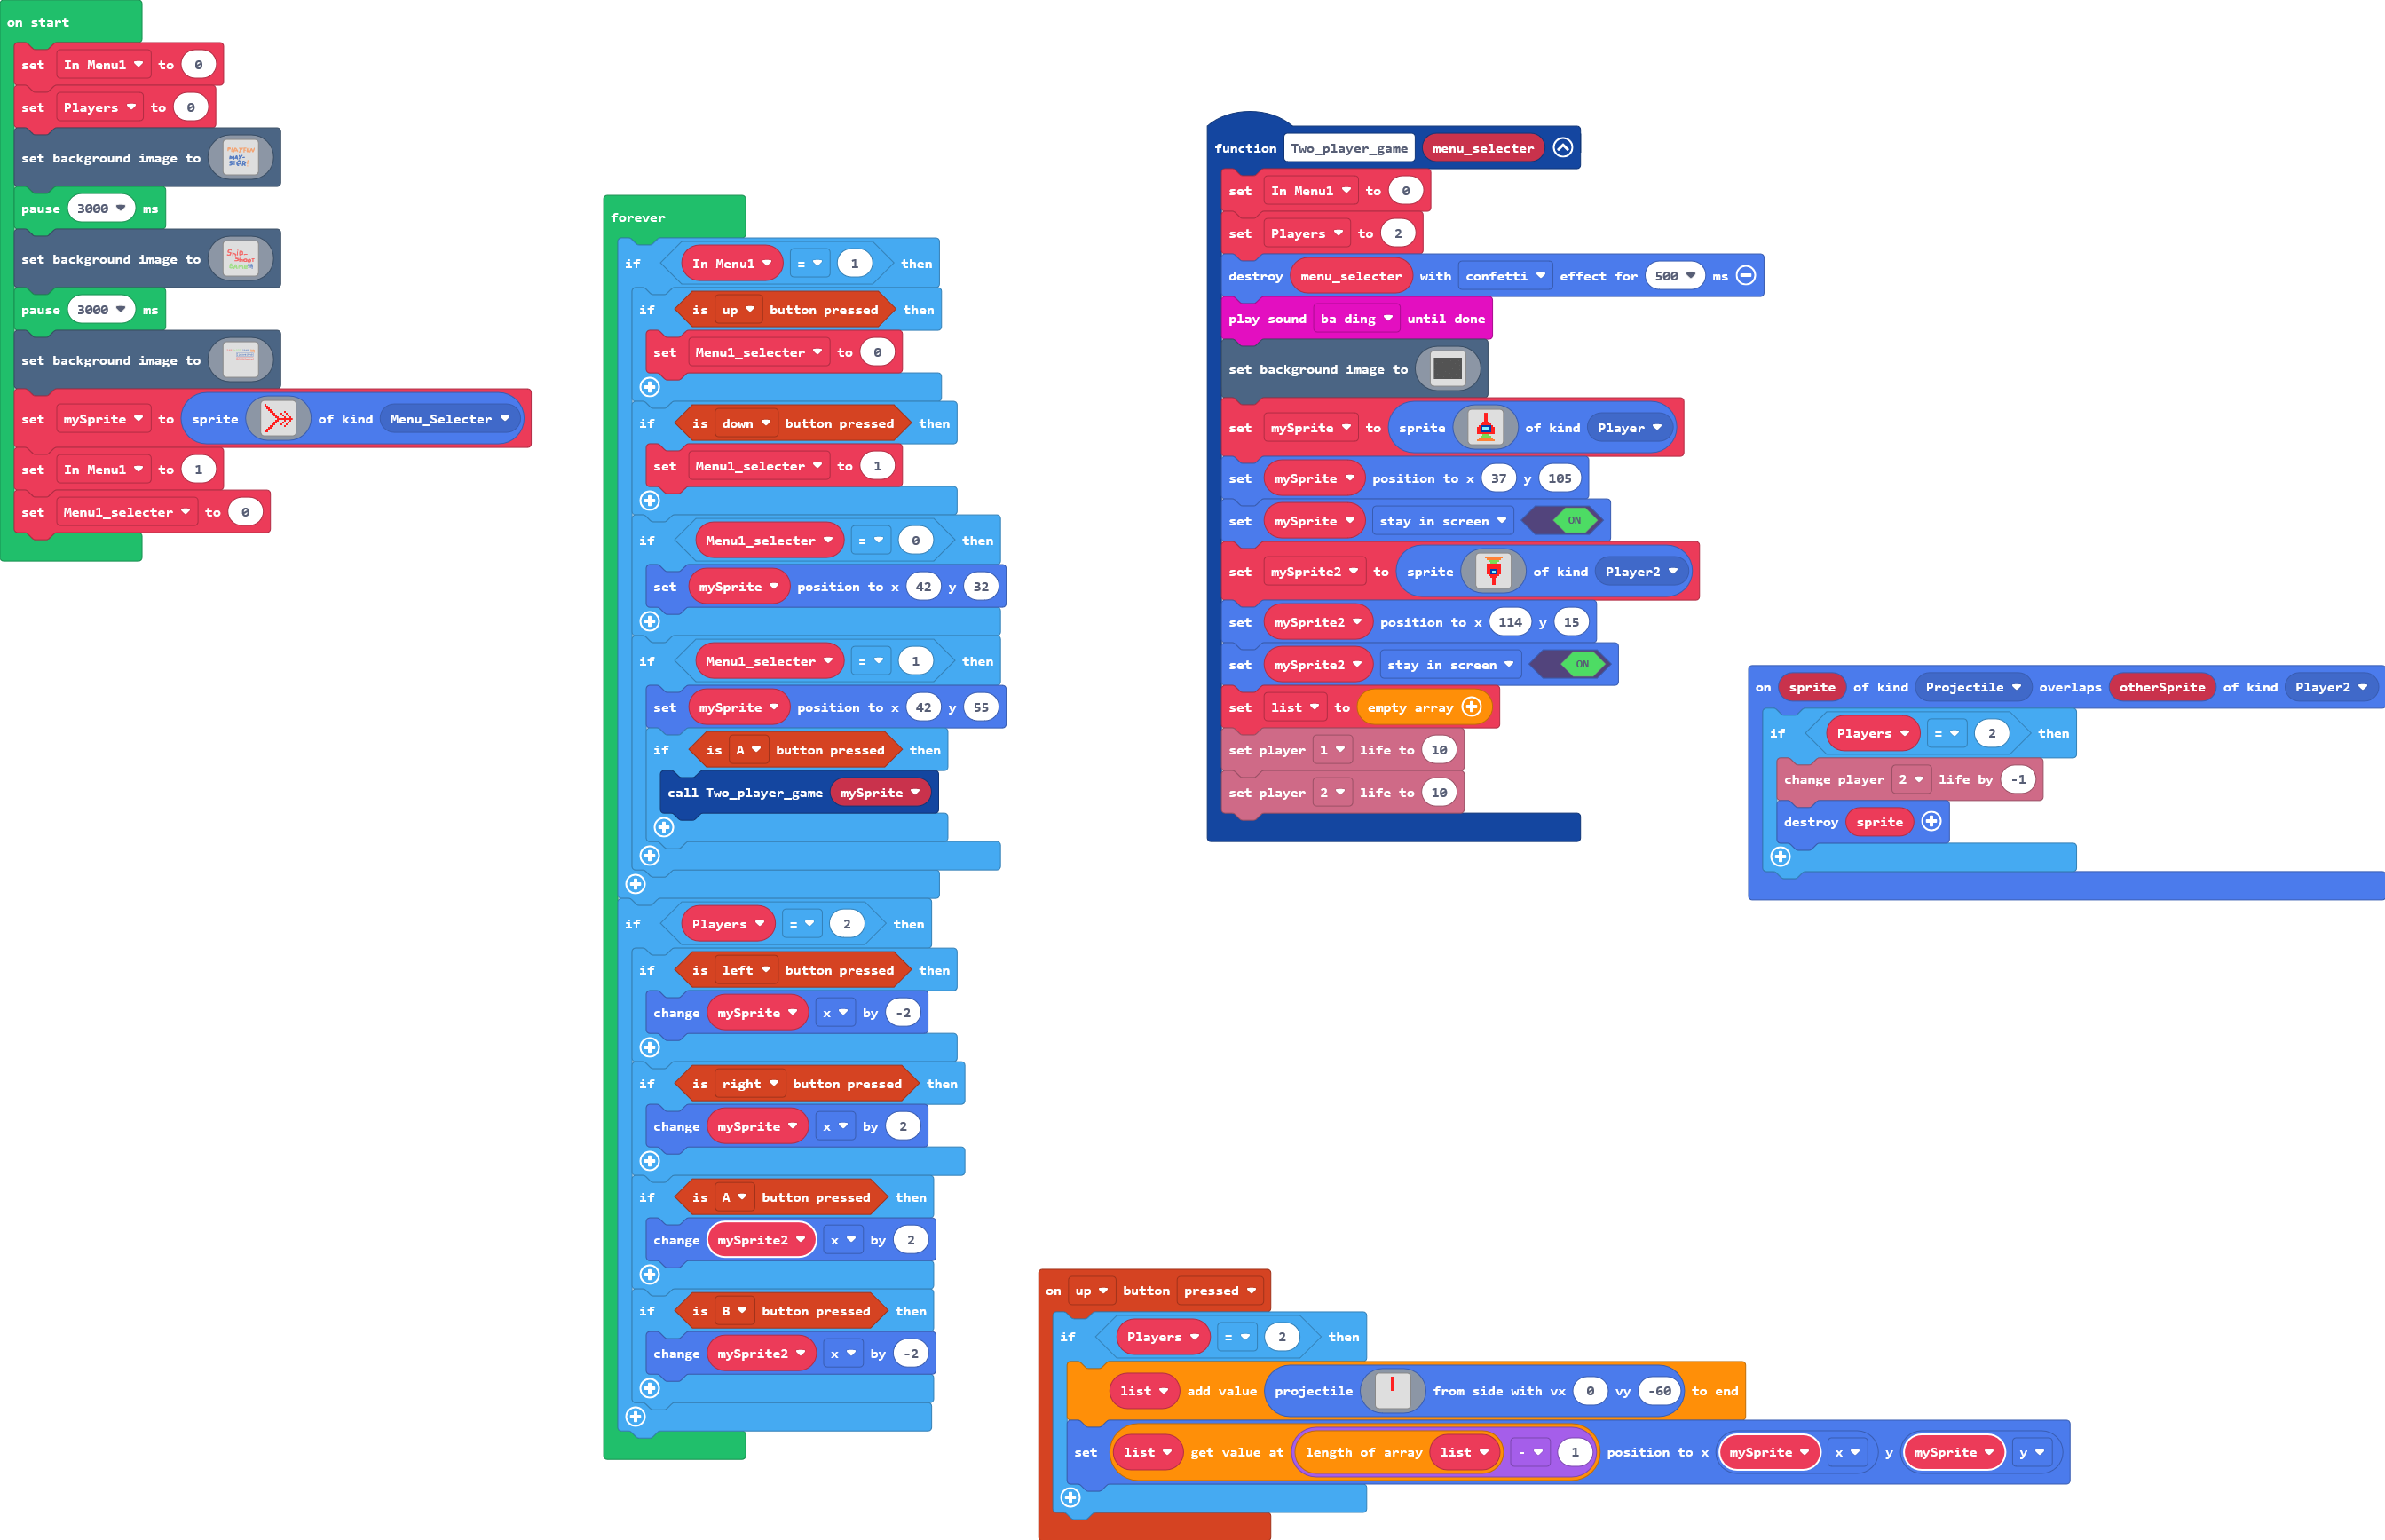 on start
set In Menu1 to 0
set Players to 0
set background image to
pause 3000 ms
set background image to
pause 3000 ms
set background image to
set mySprite to sprite of kind Menu_Selecter
set In Menu1 to 1
set Menu1_selecter to 0
forever
if In Menu1 = 1 then
if is up button pressed then
set Menu1_selecter to 0
if is down button pressed then
set Menu1_selecter to 1
if Menu1_selecter = 0 then
set mySprite position to x 42 y 32
if Menu1_selecter = 1 then
set mySprite position to x 42 y 55
if is A button pressed then
call Two_player_game mySprite
if Players = 2 then
if is left button pressed then
change mySprite x by -2
if is right button pressed then
change mySprite x by 2
if is A button pressed then
change mySprite2 x by 2
if is B button pressed then
change mySprite2 x by -2
function Two_player_game menu_selecter
set In Menu1 to 0
set Players to 2
destroy menu_selecter with confetti effect for 500 ms
play sound ba ding until done
set background image to
set mySprite to sprite of kind Player
set mySprite position to x 37 y 105
set mySprite stay in screen ON
set mySprite2 to sprite of kind Player2
set mySprite2 position to x 114 y 15
set mySprite2 stay in screen ON
set list to empty array
set player 1 life to 10
set player 2 life to 10
on sprite of kind Projectile overlaps otherSprite of kind Player2
if Players = 2 then
change player 2 life by -1
destroy sprite
on up button pressed
if Players = 2 then
list add value projectile from side with vx 0 vy -60 to end
set list get value at length of array list - 1 position to x mySprite x y mySprite y